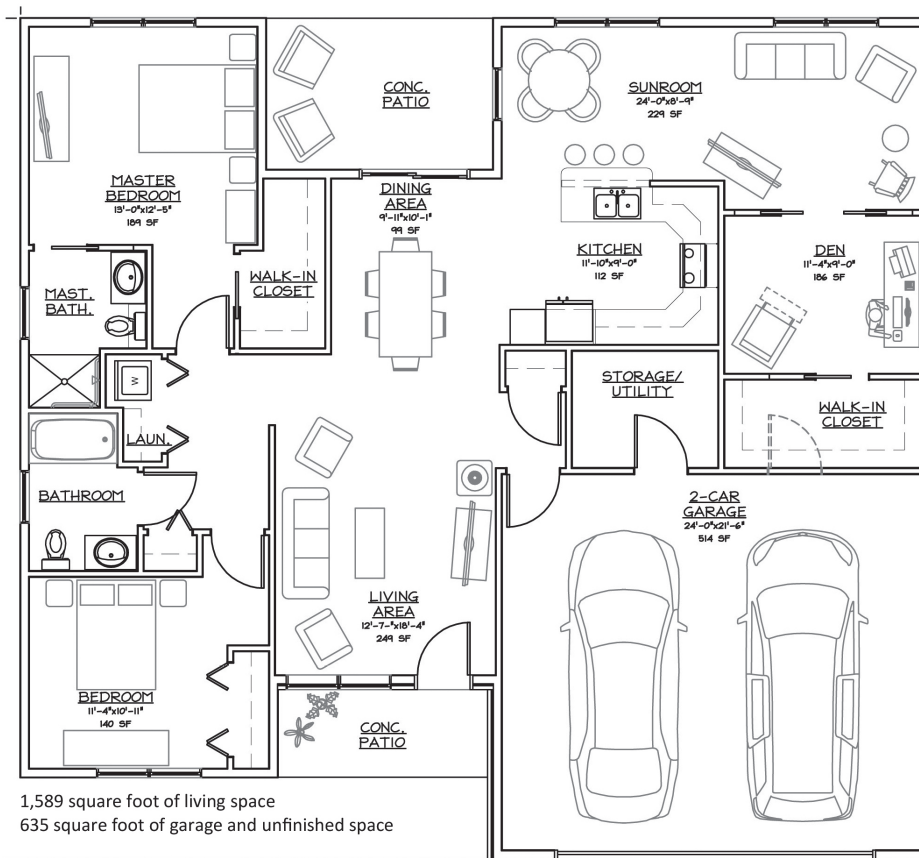 CONC.
PATIO
SUNROOM
24'-0"x8'-9"
229 SF
MASTER
BEDROOM
13'-0"x12'-5"
189 SF
DINING
AREA
9'-11"x10'-1"
99 SF
KITCHEN
11'-10"x9'-0"
112 SF
DEN
11'-4"x9'-0"
186 SF
WALK-IN
CLOSET
MAST.
BATH.
W
STORAGE/
UTILITY
WALK-IN
CLOSET
LAUN.
BATHROOM
2-CAR
GARAGE
24'-0"x21'-6"
514 SF
LIVING
AREA
12'-7-"x18'-4"
249 SF
BEDROOM
11'-4"x10'-11"
140 SF
CONC.
PATIO
1,589 square foot of living space
635 square foot of garage and unfinished space